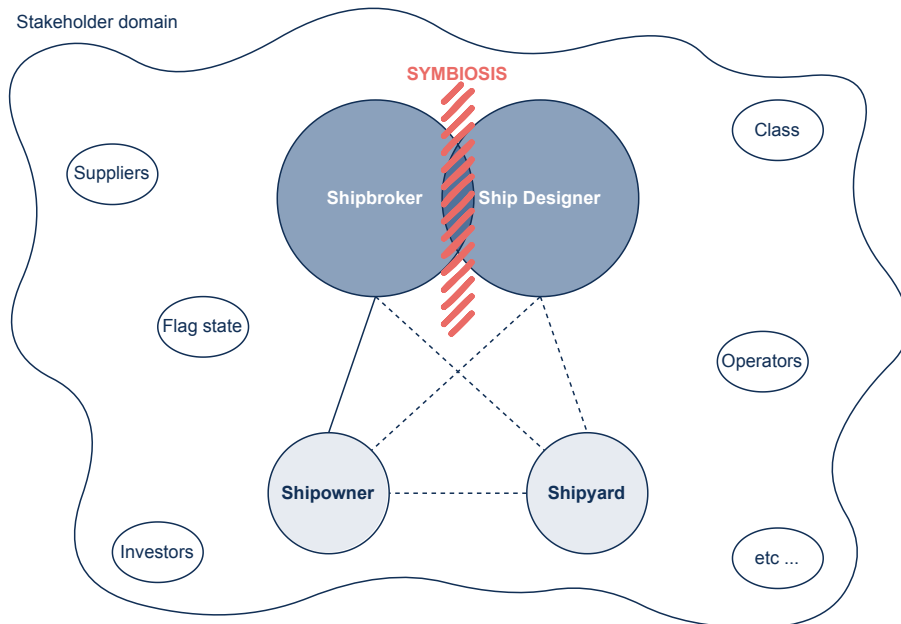 Stakeholder domain
SYMBIOSIS
Class
Suppliers
Shipbroker
Ship Designer
Flag state
Operators
Shipowner
Shipyard
Investors
etc ...